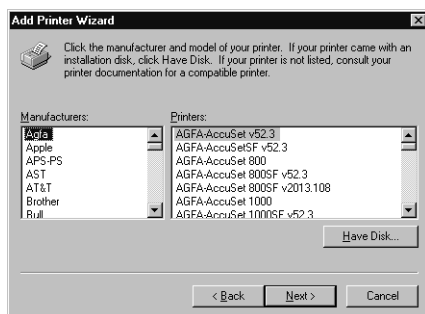 Add Printer Wizard
Click the manufacturer and model of your printer. If your printer came with an
installation disk, click Have Disk. If your printer is not listed, consult your
printer documentation for a compatible printer.
Manufacturers:
Agfa
Apple
APS-PS
AST
AT&T
Brother
Bull
Printers:
AGFA-AccuSet v52.3
AGFA-AccuSetSF v52.3
AGFA-AccuSet 800
AGFA-AccuSet 800SF v52.3
AGFA-AccuSet 800SF v2013.108
AGFA-AccuSet 1000
AGFA-AccuSet 1000SF v52.3
Have Disk...
< Back
Next >
Cancel